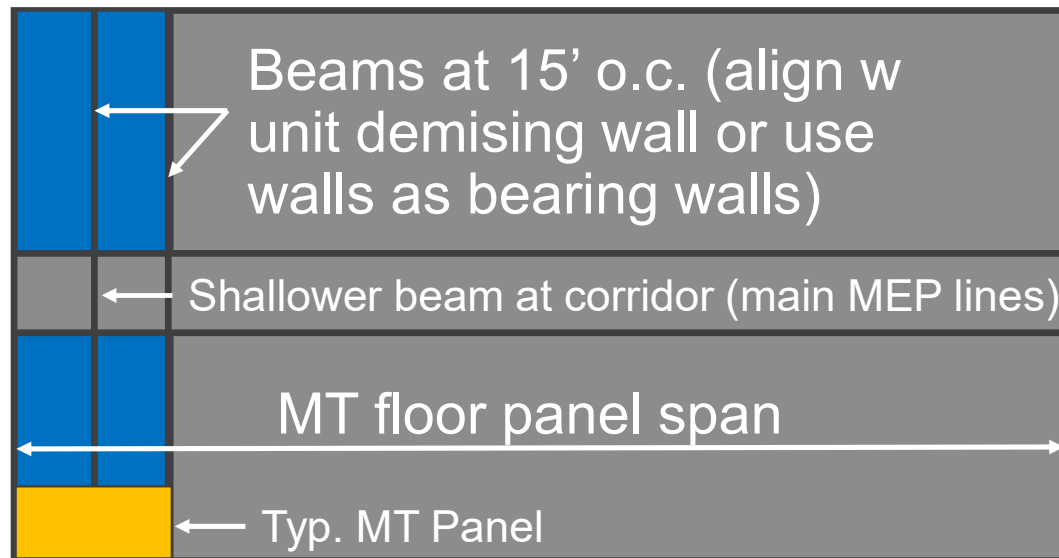 Beams at 15’ o.c. (align w
unit demising wall or use
walls as bearing walls)
Shallower beam at corridor (main MEP lines)
MT floor panel span
Typ. MT Panel